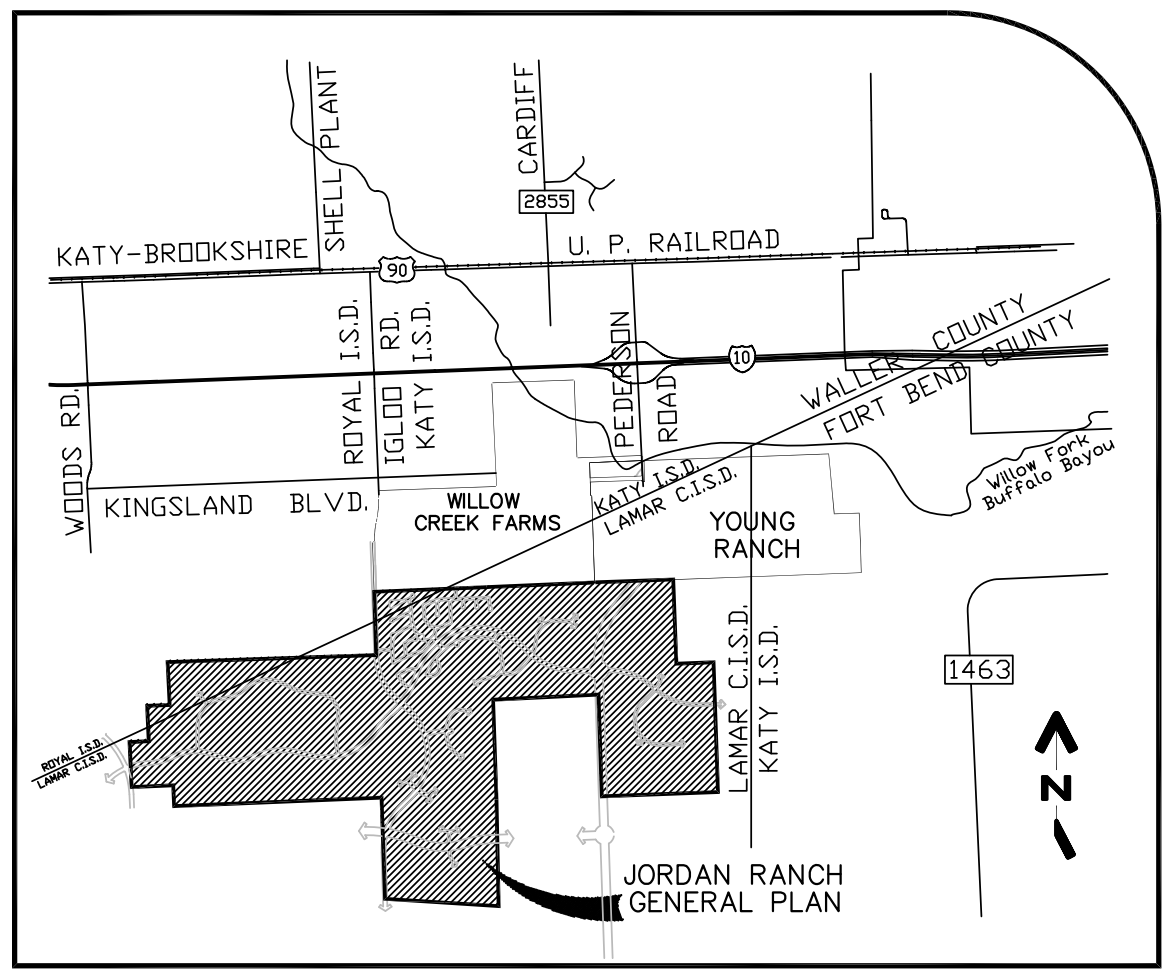 SHELL PLANT
CARDIFF
2855
KATY-BROOKSHIRE
U. P. RAILROAD
90
ROYAL I.S.D.
IGLOO RD.
KATY I.S.D.
PEDERSON
ROAD
10
WALLER COUNTY
FORT BEND COUNTY
WOODS RD.
KINGSLAND BLVD.
WILLOW
CREEK FARMS
KATY I.S.D.
LAMAR C.I.S.D.
YOUNG
RANCH
Willow Fork
Buffalo Bayou
LAMAR C.I.S.D.
KATY I.S.D.
1463
ROYAL I.S.D.
LAMAR C.I.S.D.
N
JORDAN RANCH
GENERAL PLAN